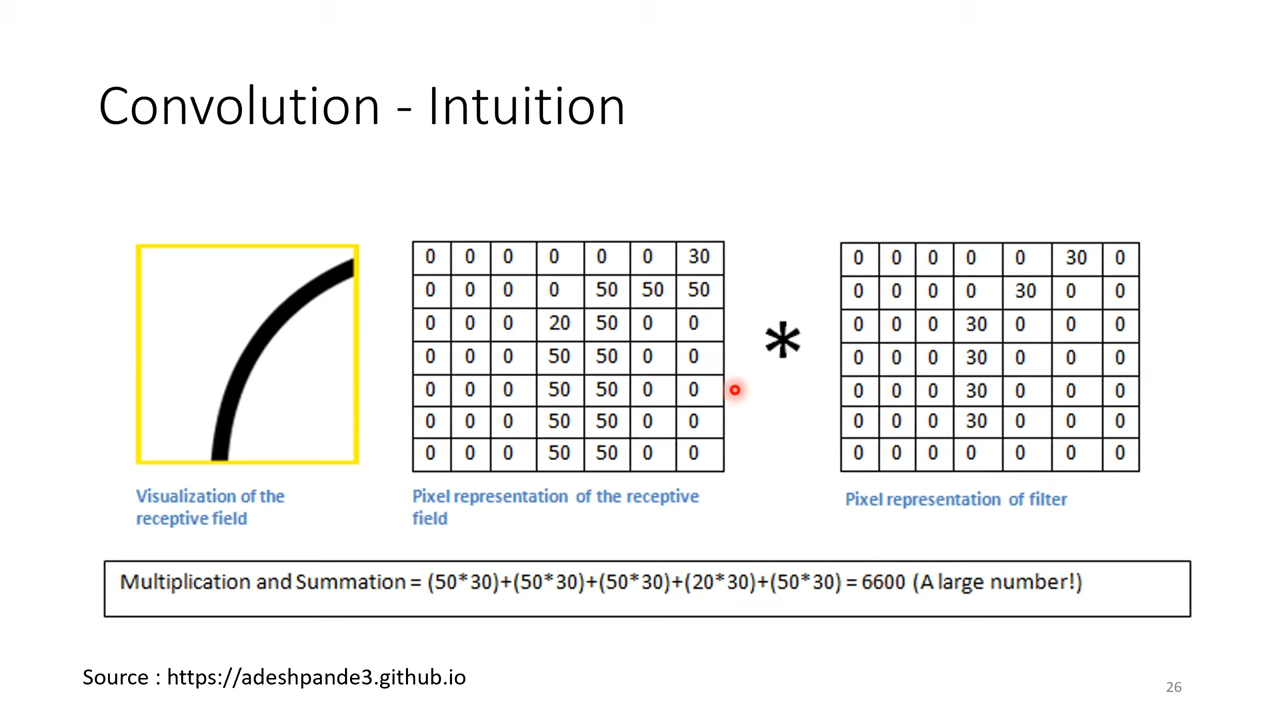 Convolution - Intuition
0 0 0 0 0 0 30
0 0 0 0 50 50 50
0 0 0 20 50 0 0
0 0 0 50 50 0 0
0 0 0 50 50 0 0
0 0 0 50 50 0 0
0 0 0 50 50 0 0
*
0 0 0 0 0 30 0
0 0 0 0 30 0 0
0 0 0 30 0 0 0
0 0 0 30 0 0 0
0 0 0 30 0 0 0
0 0 0 30 0 0 0
0 0 0 0 0 0 0
Visualization of the
receptive field
Pixel representation of the receptive
field
Pixel representation of filter
Multiplication and Summation = (50*30)+(50*30)+(50*30)+(20*30)+(50*30) = 6600 (A large number!)
Source : https://adeshpande3.github.io
26